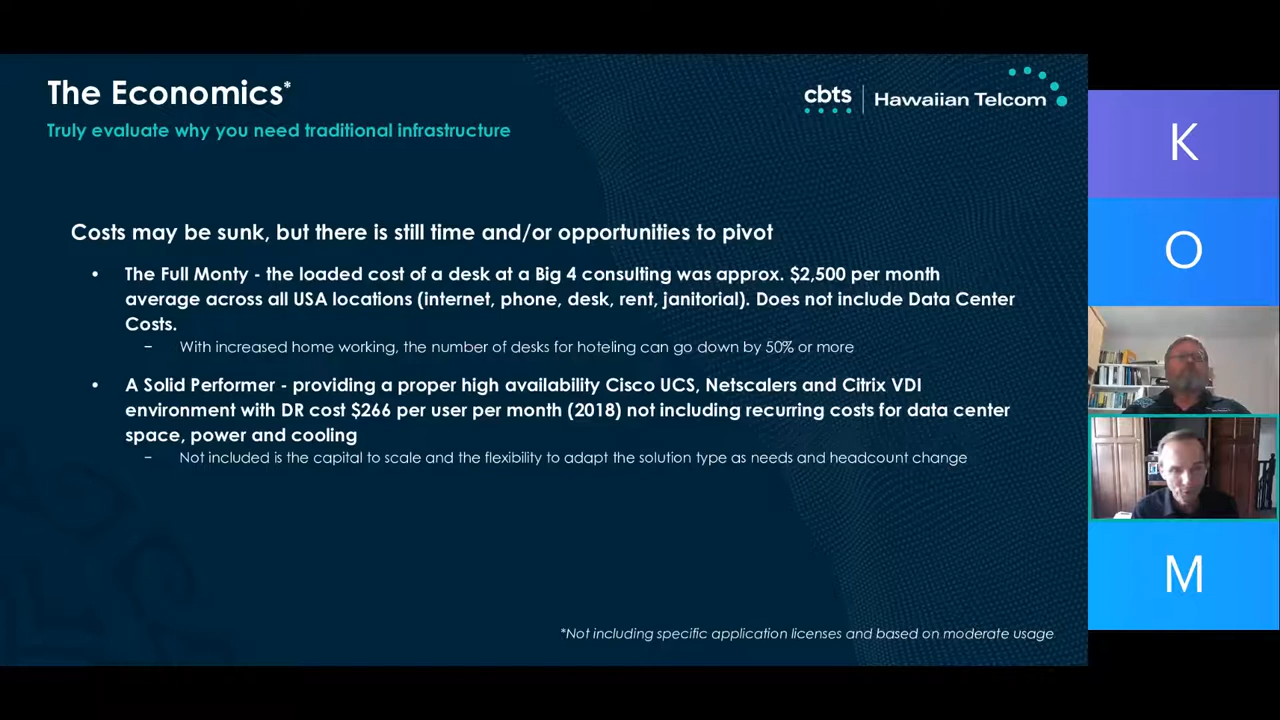 The Economics*
Truly evaluate why you need traditional infrastructure
cbts
Hawaiian Telcom
Costs may be sunk, but there is still time and/or opportunities to pivot
• The Full Monty - the loaded cost of a desk at a Big 4 consulting was approx. $2,500 per month
average across all USA locations (internet, phone, desk, rent, janitorial). Does not include Data Center
Costs.
− With increased home working, the number of desks for hoteling can go down by 50% or more
• A Solid Performer - providing a proper high availability Cisco UCS, Netscalers and Citrix VDI
environment with DR cost $266 per user per month (2018) not including recurring costs for data center
space, power and cooling
− Not included is the capital to scale and the flexibility to adapt the solution type as needs and headcount change
*Not including specific application licenses and based on moderate usage
K
O
M